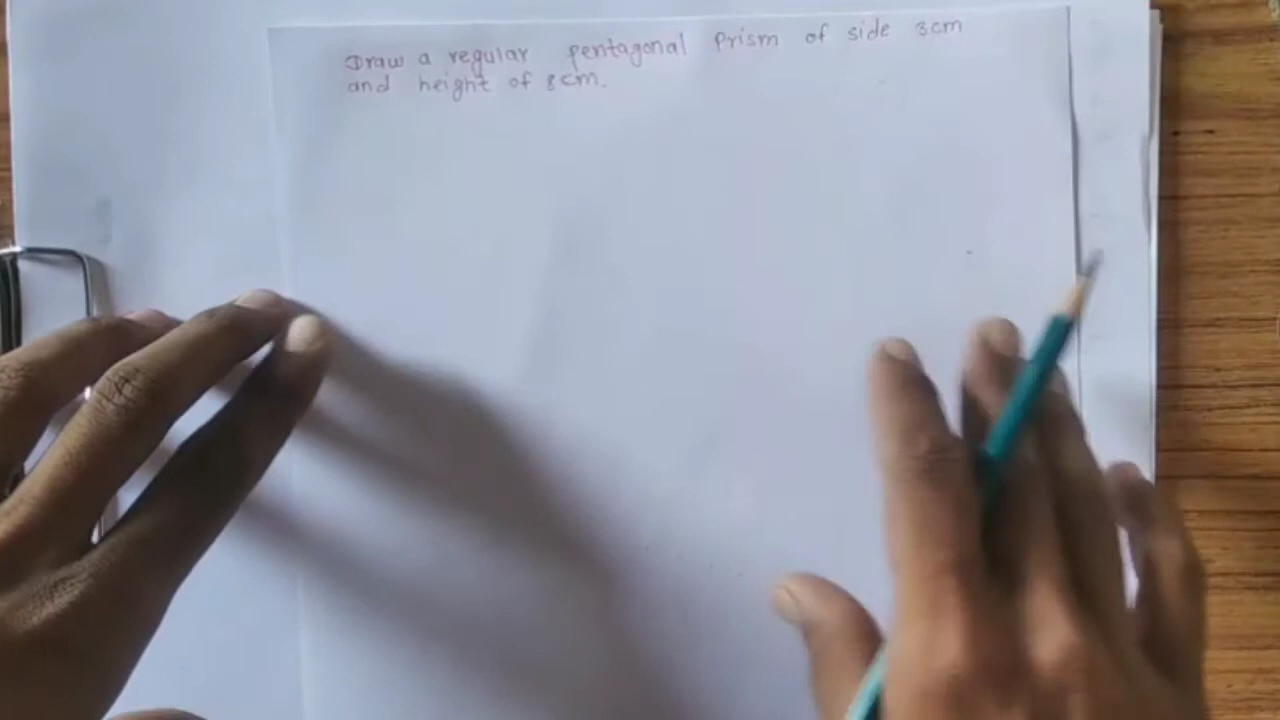 Draw a regular pentagonal Prism of side 3cm
and height of 8cm.